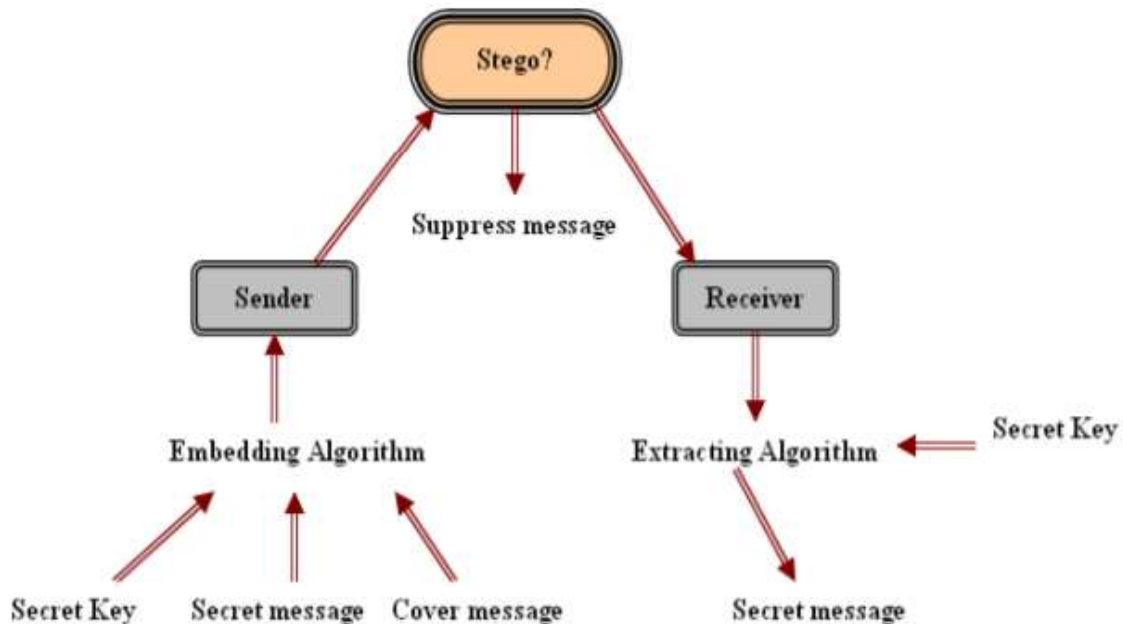 Stego?
Suppress message
Sender
Receiver
Embedding Algorithm
Extracting Algorithm
Secret Key
Secret Key
Secret message
Cover message
Secret message